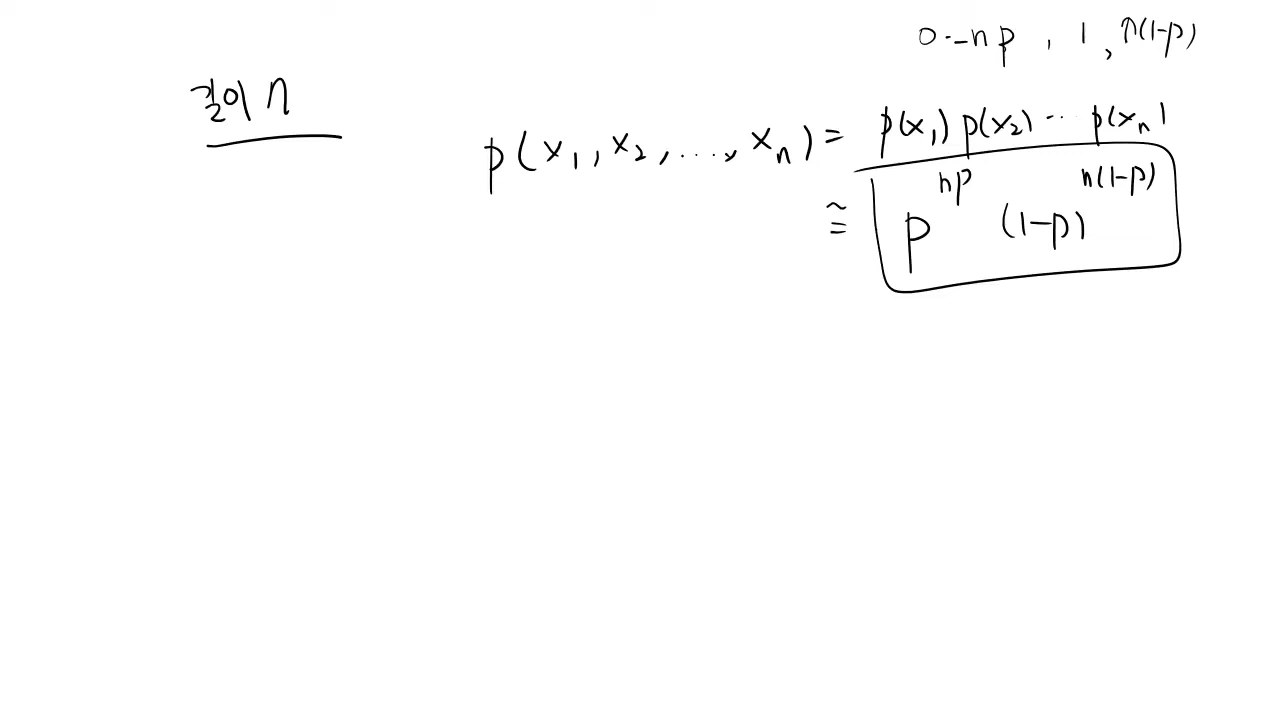 0 -- np , 1 , n(1-p)
길이 n
p(x₁, x₂, ..., xₙ) = p(x₁) p(x₂) ... p(xₙ)
≅ p^{np} (1-p)^{n(1-p)}